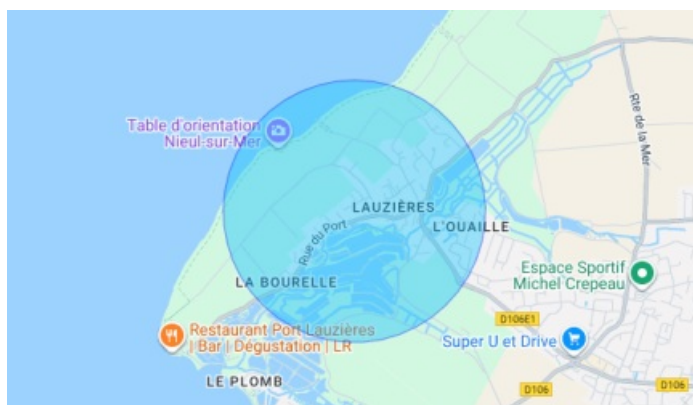 Table d'orientation
Nieul-sur-Mer
Rte de la Mer
LAUZIÈRES
L'OUAILLE
Rue du Port
Espace Sportif
Michel Crepeau
LA BOURELLE
D106E1
Restaurant Port Lauzières
| Bar | Dégustation | LR
Super U et Drive
LE PLOMB
D106
D106